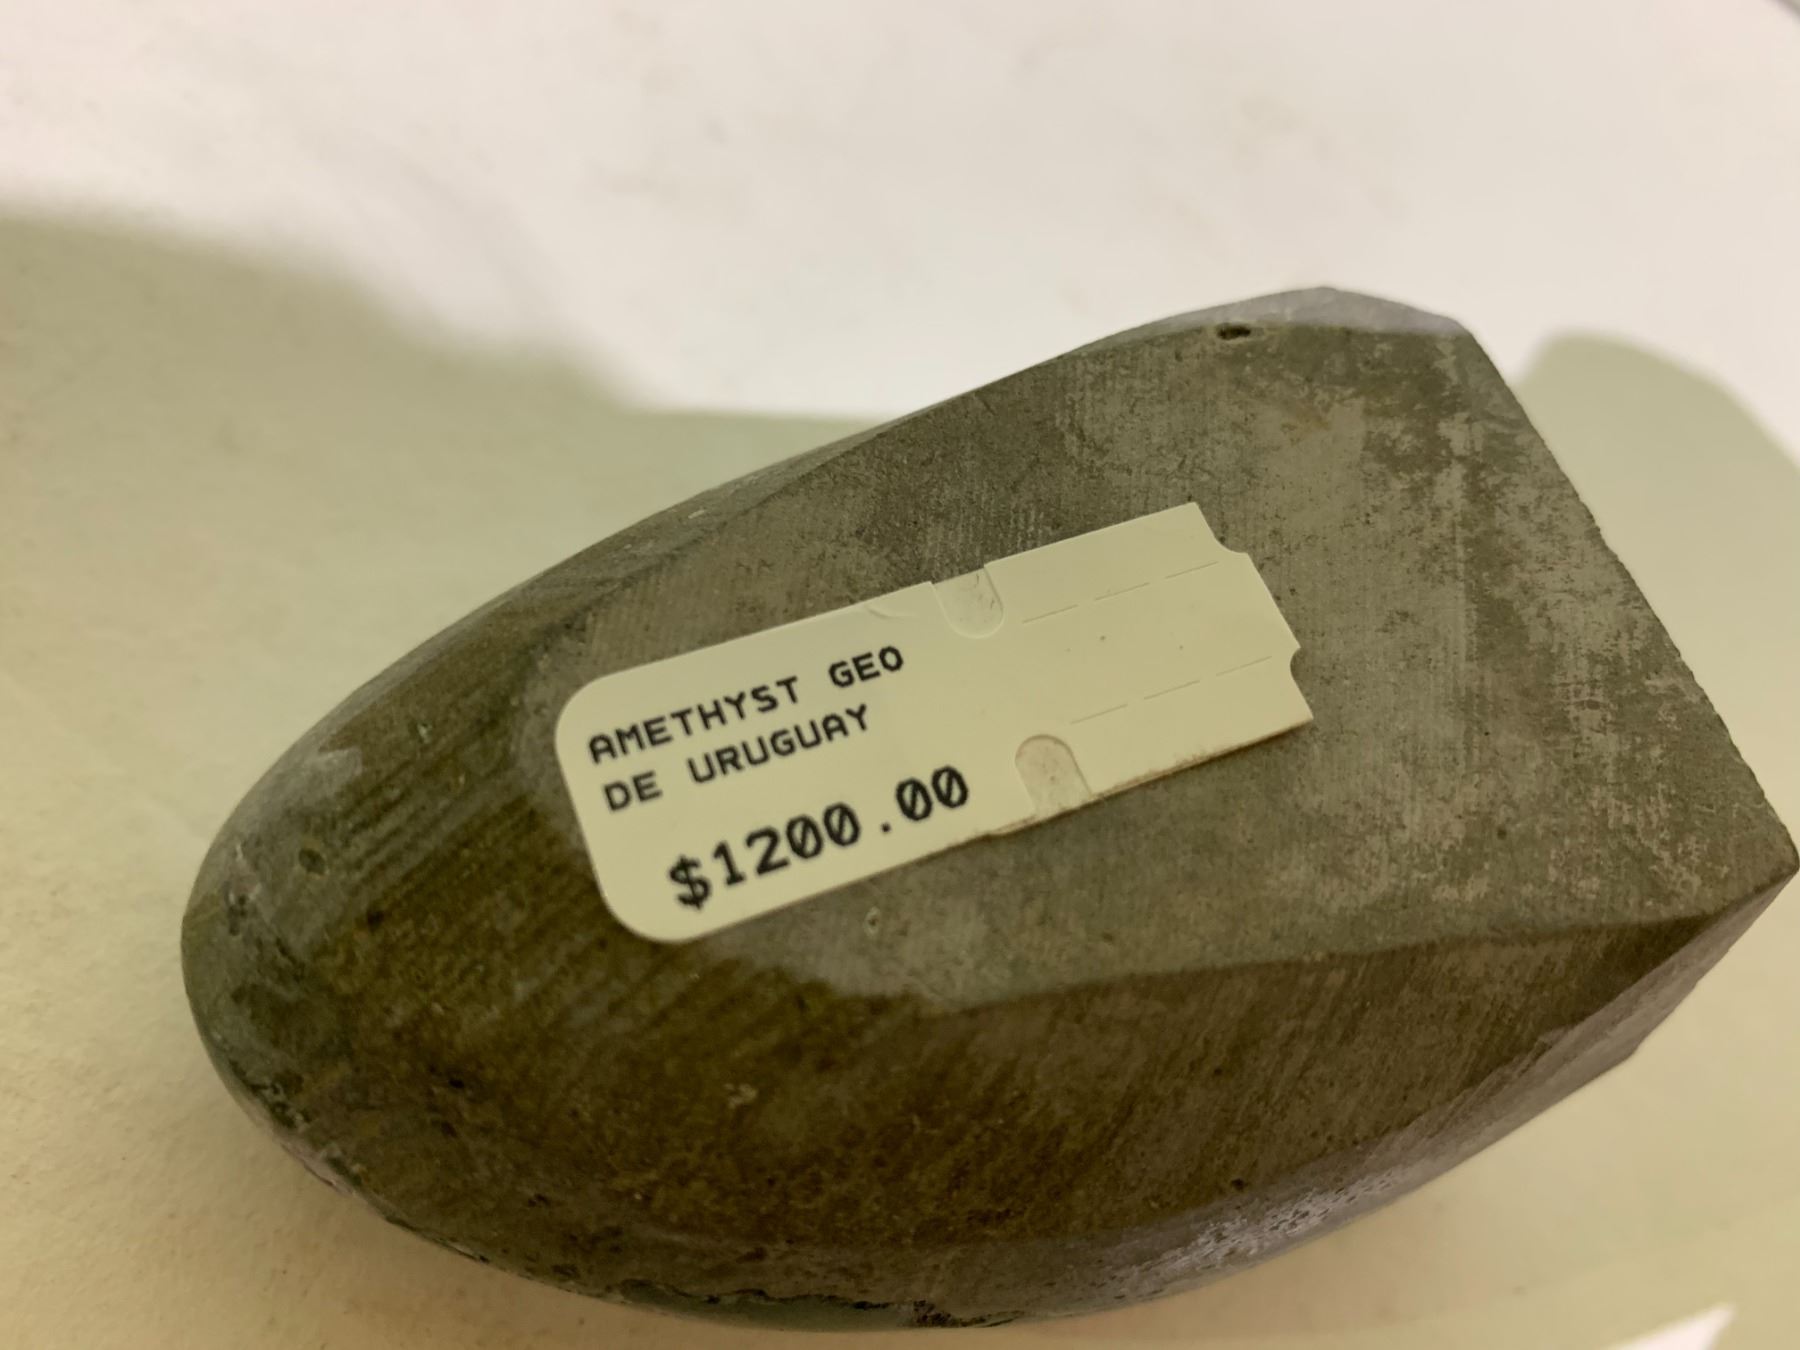 AMETHYST GEO
DE URUGUAY
$1200.00